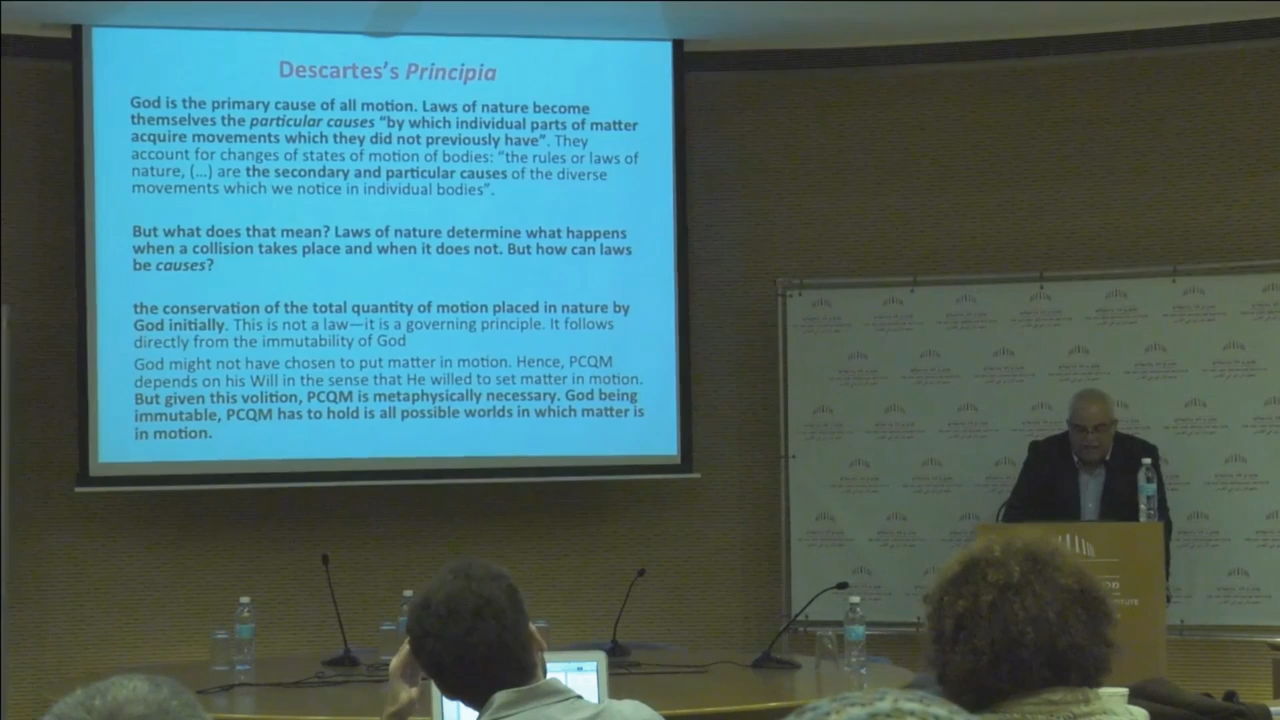 Descartes's Principia
God is the primary cause of all motion. Laws of nature become
themselves the particular causes “by which individual parts of matter
acquire movements which they did not previously have”. They
account for changes of states of motion of bodies: “the rules or laws of
nature, (…) are the secondary and particular causes of the diverse
movements which we notice in individual bodies”.
But what does that mean? Laws of nature determine what happens
when a collision takes place and when it does not. But how can laws
be causes?
the conservation of the total quantity of motion placed in nature by
God initially. This is not a law—it is a governing principle. It follows
directly from the immutability of God
God might not have chosen to put matter in motion. Hence, PCQM
depends on his Will in the sense that He willed to set matter in motion.
But given this volition, PCQM is metaphysically necessary. God being
immutable, PCQM has to hold is all possible worlds in which matter is
in motion.